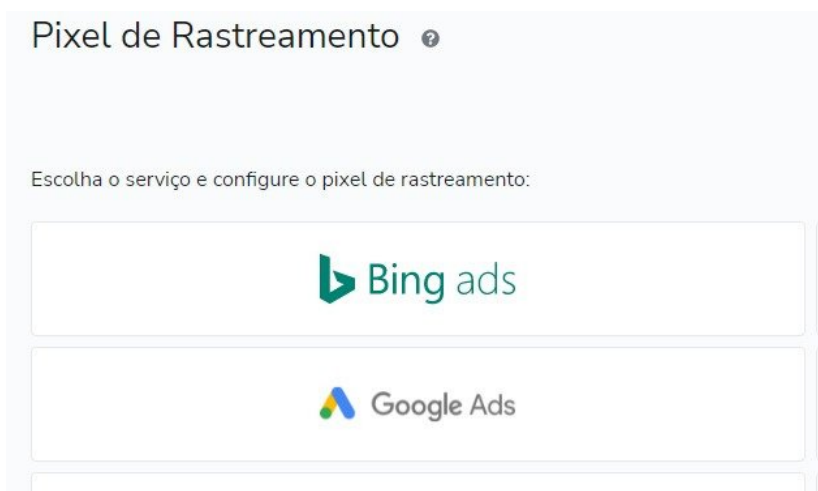 Pixel de Rastreamento ?
Escolha o serviço e configure o pixel de rastreamento:
Bing ads
Google Ads